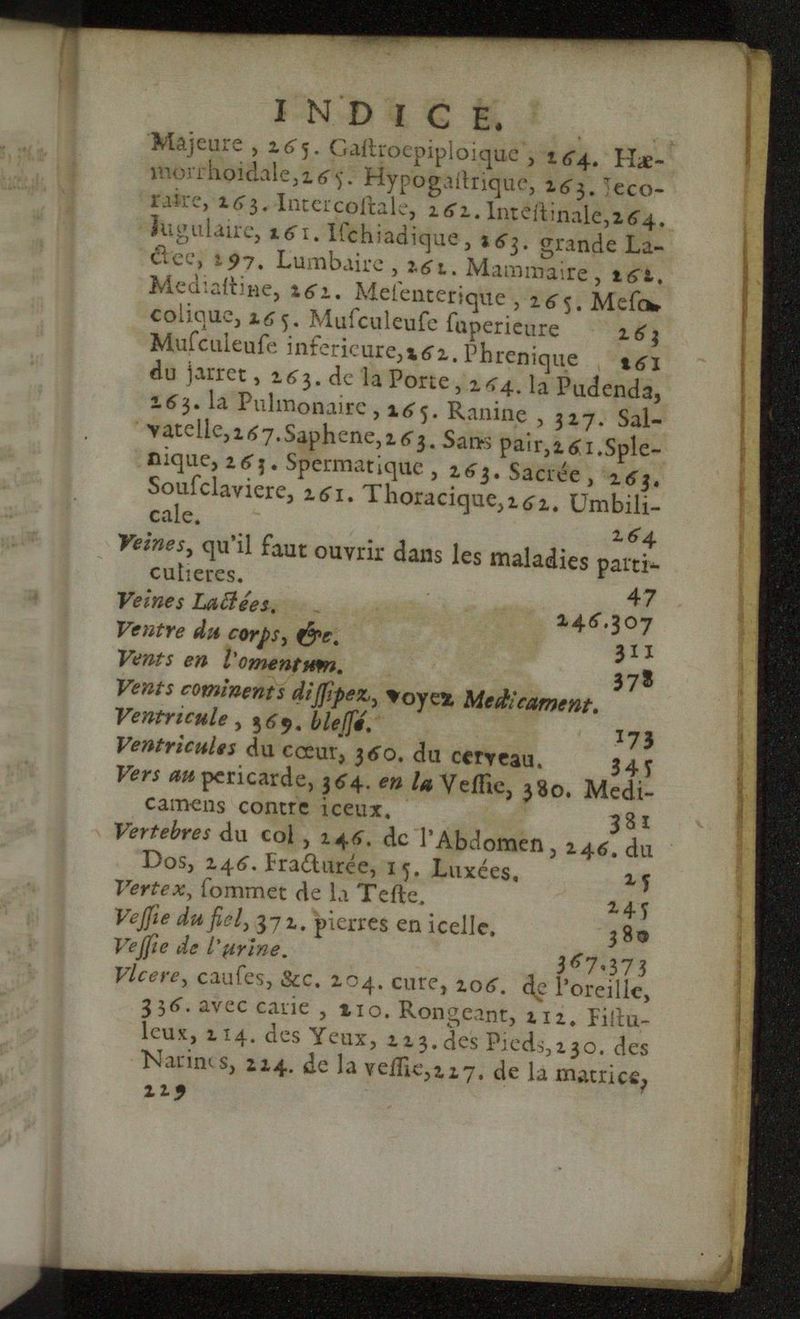 INDICE,
Majeure , 265. Gaſtroepiploique , 264. Hæ-
morrhoidale,265. Hypogaſtrique, 263. Jeco-
raire, 263. Intercoſtale, 262. Inteſtinale,264.
Jugulaire, 261. Iſchiadique, 263. grande La-
ctee, 297. Lumbaire , 261. Mammaire, 262.
Mediaſtine, 262. Meſenterique , 265. Meſo-
colique, 265. Muſculeuſe ſuperieure 263
Muſculeuſe inferieure,262. Phrenique 261
du jarret , 263. de la Porte , 264. la Pudenda,
263. la Pulmonaire , 265. Ranine , 327. Sal-
vatelle,267.Saphene,263. Sans pair,261.Sple-
nique, 263. Spermatique , 263. Sacrée , 263.
Souſclaviere, 261. Thoracique,262. Umbili-
cale. 264
Veines, qu'il faut ouvrir dans les maladies parti-
culieres. 47
Veines Lactées. 246.307
Ventre du corps, &c. 311
Vents en l'omentum. 378
Vents cominents diſſipez, voyez Medicament.
Ventricule , 369. bleſſé. 173
Ventricules du cœur, 360. du cerveau. 345
Vers au pericarde, 364. en la Veſſie, 380. Medi-
camens contre iceux. 381
Vertebres du col , 246. de l'Abdomen , 246. du
Dos, 246. Fracturée, 15. Luxées. 25
Vertex, ſommet de la Teſte. 245
Veſſie du fiel, 372. pierres en icelle. 380
Veſſie de l'urine. 367.373
Vlcere, cauſes, &c. 204. cure, 206. de l'oreille,
336. avec carie , 210. Rongeant, 212. Fiſtu-
leux, 214. des Yeux, 223. des Pieds,230. des
Narines, 224. de la veſſie,227. de la matrice,
229